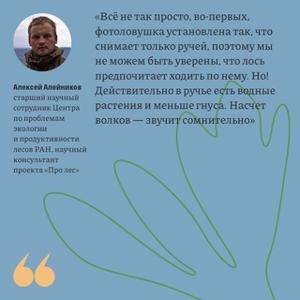 «Всё не так просто, во-первых,
фотоловушка установлена так, что
снимает только ручей, поэтому мы
не можем быть уверены, что лось
предпочитает ходить по нему. Но!
Действительно в ручье есть водные
растения и меньше гнуса. Насчет
волков — звучит сомнительно»
Алексей Алейников
старший научный
сотрудник Центра
по проблемам
экологии
и продуктивности
лесов РАН, научный
консультант
проекта «Про лес»